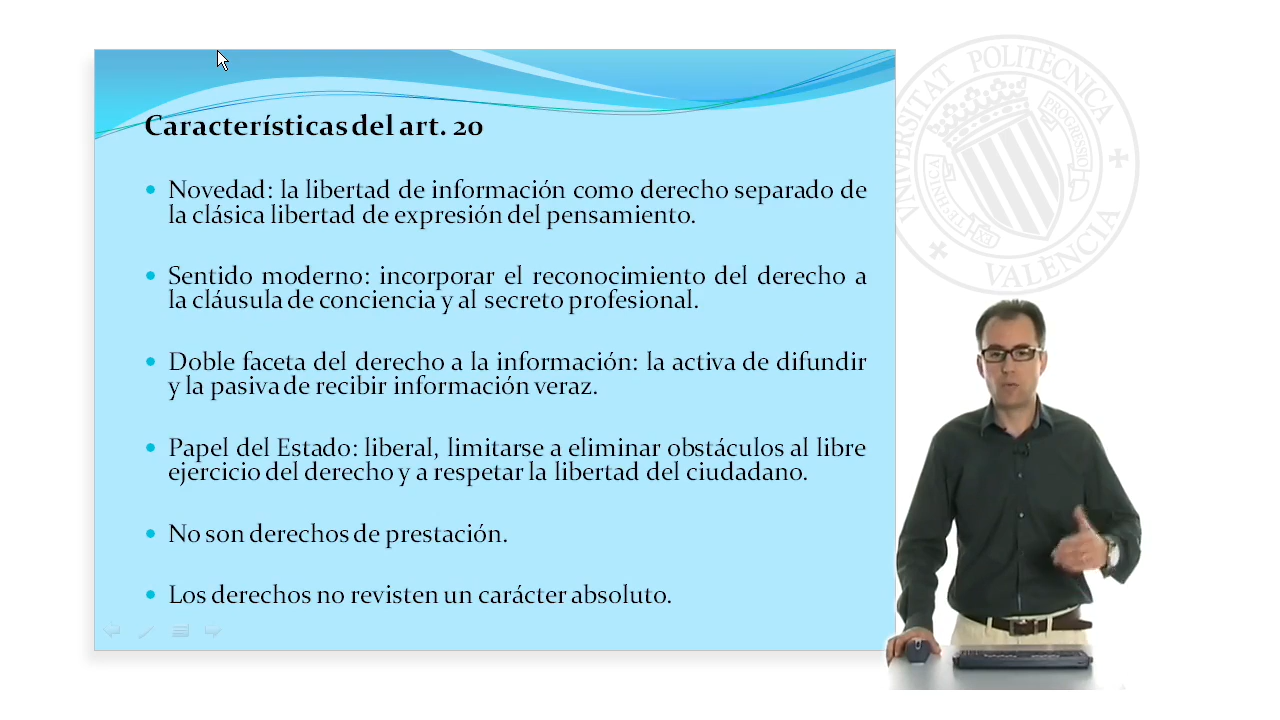 Características del art. 20
Novedad: la libertad de información como derecho separado de
la clásica libertad de expresión del pensamiento.
Sentido moderno: incorporar el reconocimiento del derecho a
la cláusula de conciencia y al secreto profesional.
Doble faceta del derecho a la información: la activa de difundir
y la pasiva de recibir información veraz.
Papel del Estado: liberal, limitarse a eliminar obstáculos al libre
ejercicio del derecho y a respetar la libertad del ciudadano.
No son derechos de prestación.
Los derechos no revisten un carácter absoluto.
UNIVERSITAT POLITÈCNICA
VALÈNCIA
PROGRESSIO
EX TECHNICA